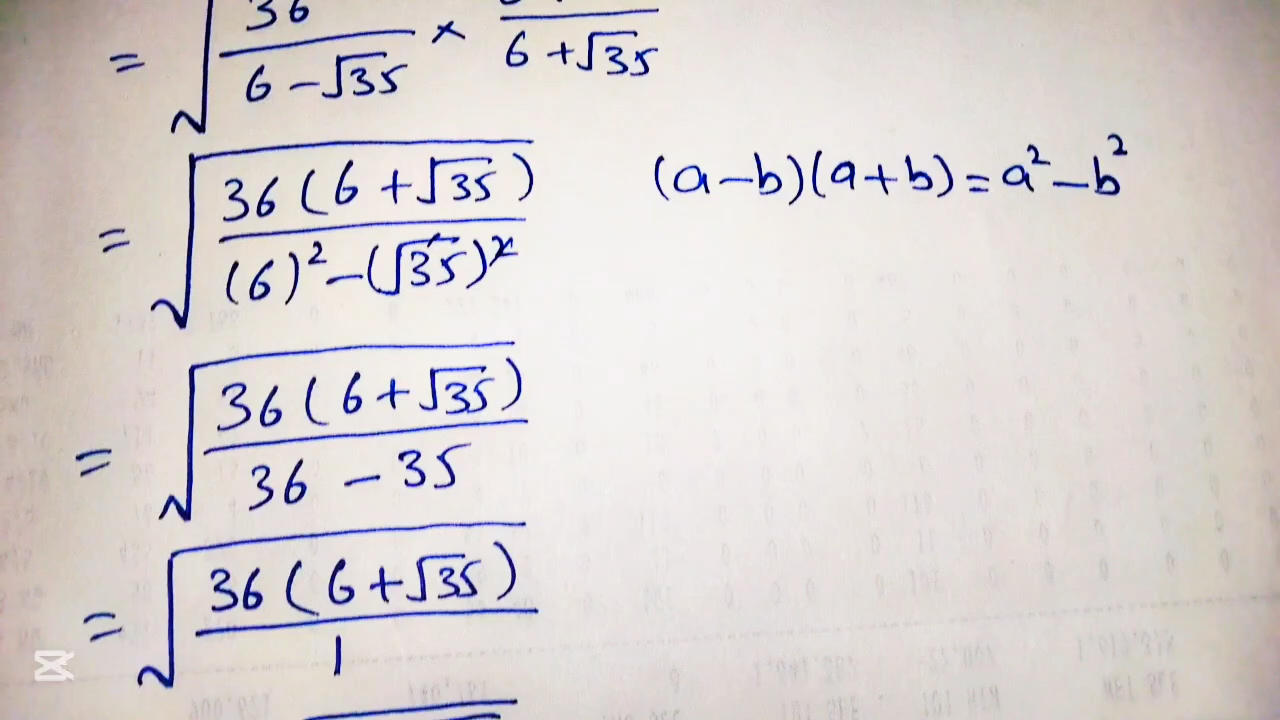 = √(36 / (6 - √35)) × / (6 + √35)
= √(36(6 + √35) / ((6)² - (√35)²))
(a - b)(a + b) = a² - b²
= √(36(6 + √35) / (36 - 35))
= √(36(6 + √35) / 1)